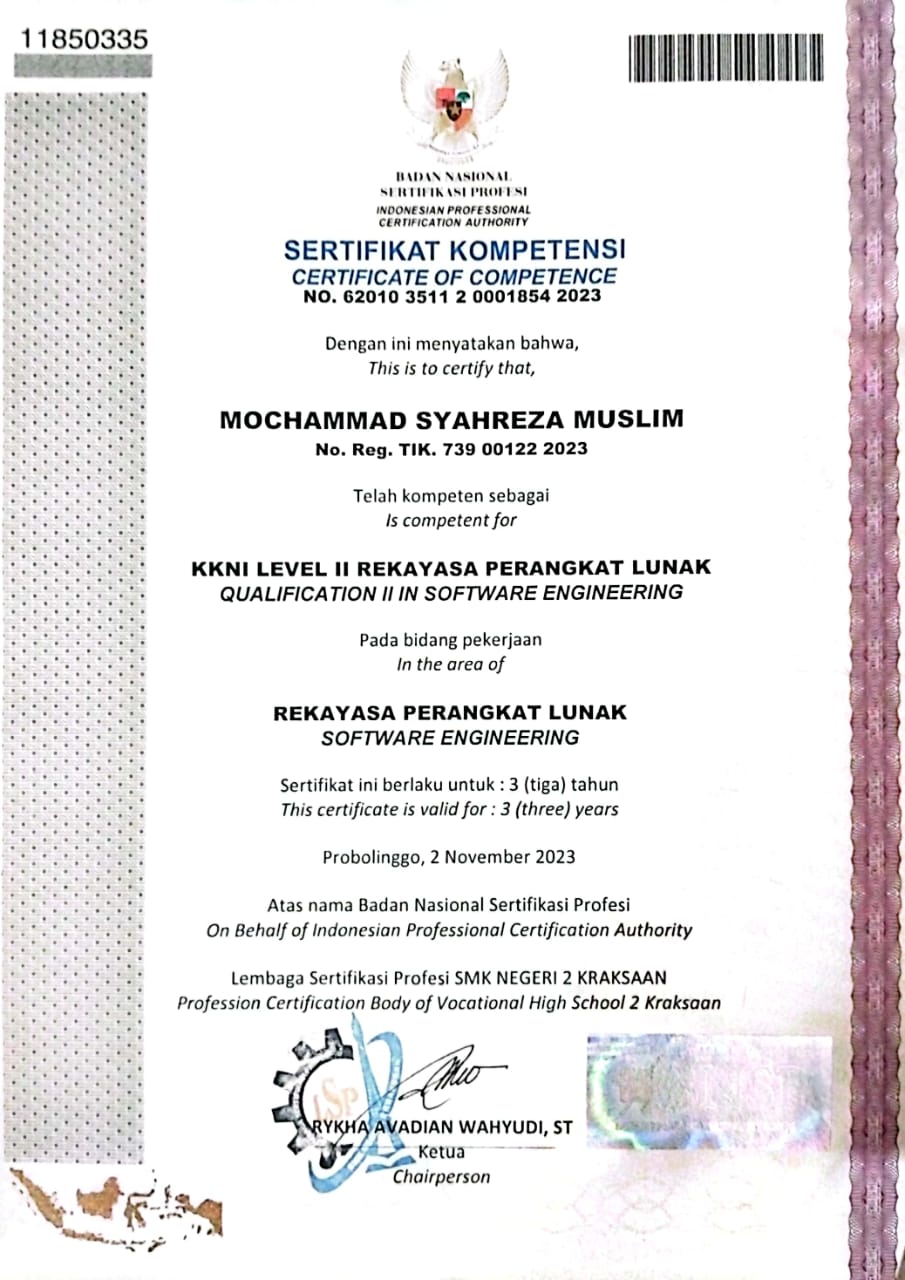 11850335
BADAN NASIONAL
SERTIFIKASI PROFESI
INDONESIAN PROFESSIONAL
CERTIFICATION AUTHORITY
SERTIFIKAT KOMPETENSI
CERTIFICATE OF COMPETENCE
NO. 62010 3511 2 0001854 2023
Dengan ini menyatakan bahwa,
This is to certify that,
MOCHAMMAD SYAHREZA MUSLIM
No. Reg. TIK. 739 00122 2023
Telah kompeten sebagai
Is competent for
KKNI LEVEL II REKAYASA PERANGKAT LUNAK
QUALIFICATION II IN SOFTWARE ENGINEERING
Pada bidang pekerjaan
In the area of
REKAYASA PERANGKAT LUNAK
SOFTWARE ENGINEERING
Sertifikat ini berlaku untuk : 3 (tiga) tahun
This certificate is valid for : 3 (three) years
Probolinggo, 2 November 2023
Atas nama Badan Nasional Sertifikasi Profesi
On Behalf of Indonesian Professional Certification Authority
Lembaga Sertifikasi Profesi SMK NEGERI 2 KRAKSAAN
Profession Certification Body of Vocational High School 2 Kraksaan
LSP
RYKHA AVADIAN WAHYUDI, ST
Ketua
Chairperson